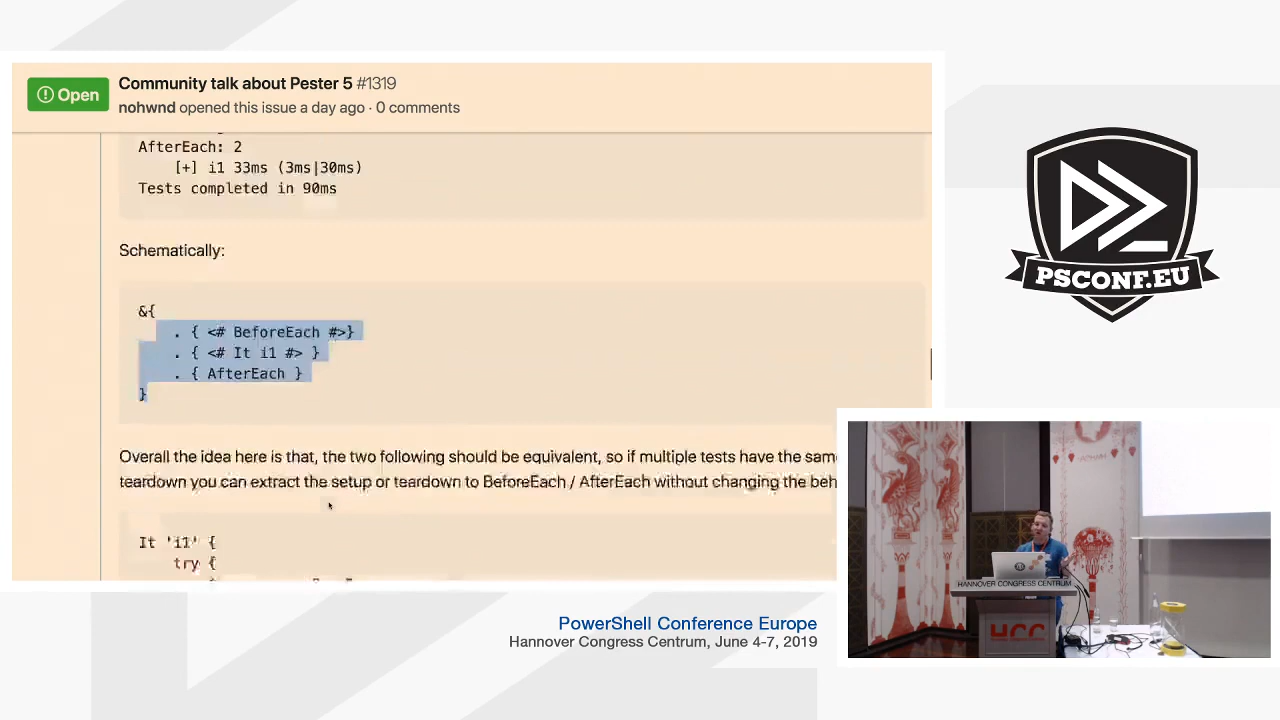 Open
Community talk about Pester 5 #1319
nohwnd opened this issue a day ago · 0 comments
AfterEach: 2
[+] i1 33ms (3ms|30ms)
Tests completed in 90ms
Schematically:
&{
. { <# BeforeEach #>}
. { <# It i1 #> }
. { AfterEach }
}
Overall the idea here is that, the two following should be equivalent, so if multiple tests have the same
teardown you can extract the setup or teardown to BeforeEach / AfterEach without changing the beh
It 'i1' {
try {
PSCONF.EU
HANNOVER CONGRESS CENTRUM
HCC
PowerShell Conference Europe
Hannover Congress Centrum, June 4-7, 2019